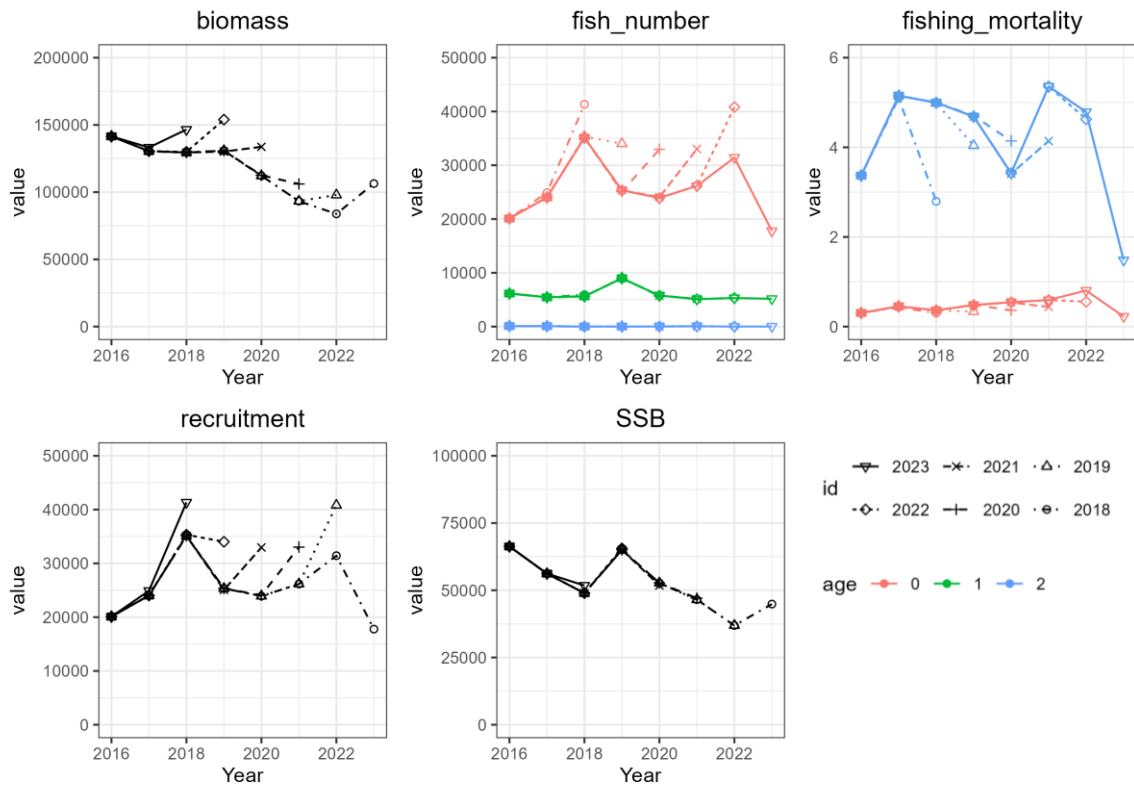 biomass
200000
150000
100000
50000
0
value
2016 2018 2020 2022
Year
fish_number
50000
40000
30000
20000
10000
0
value
2016 2018 2020 2022
Year
fishing_mortality
6
4
2
0
value
2016 2018 2020 2022
Year
recruitment
50000
40000
30000
20000
10000
0
value
2016 2018 2020 2022
Year
SSB
100000
75000
50000
25000
0
value
2016 2018 2020 2022
Year
id
2023 2021 2019
2022 2020 2018
age 0 1 2